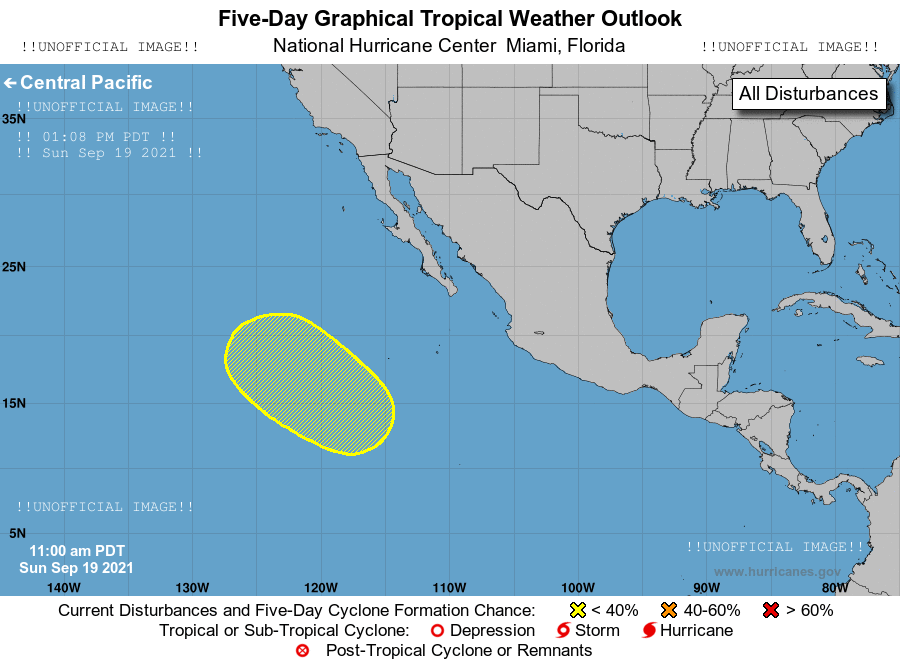 Five-Day Graphical Tropical Weather Outlook
!!UNOFFICIAL IMAGE!! National Hurricane Center Miami, Florida !!UNOFFICIAL IMAGE!!
← Central Pacific
All Disturbances
!!UNOFFICIAL IMAGE!!
35N
!! 01:08 PM PDT !!
!! Sun Sep 19 2021 !!
25N
15N
!!UNOFFICIAL IMAGE!!
5N
11:00 am PDT
Sun Sep 19 2021
!!UNOFFICIAL IMAGE!!
www.hurricanes.gov
140W 130W 120W 110W 100W 90W 80W
Current Disturbances and Five-Day Cyclone Formation Chance: < 40% 40-60% > 60%
Tropical or Sub-Tropical Cyclone: Depression Storm Hurricane
Post-Tropical Cyclone or Remnants